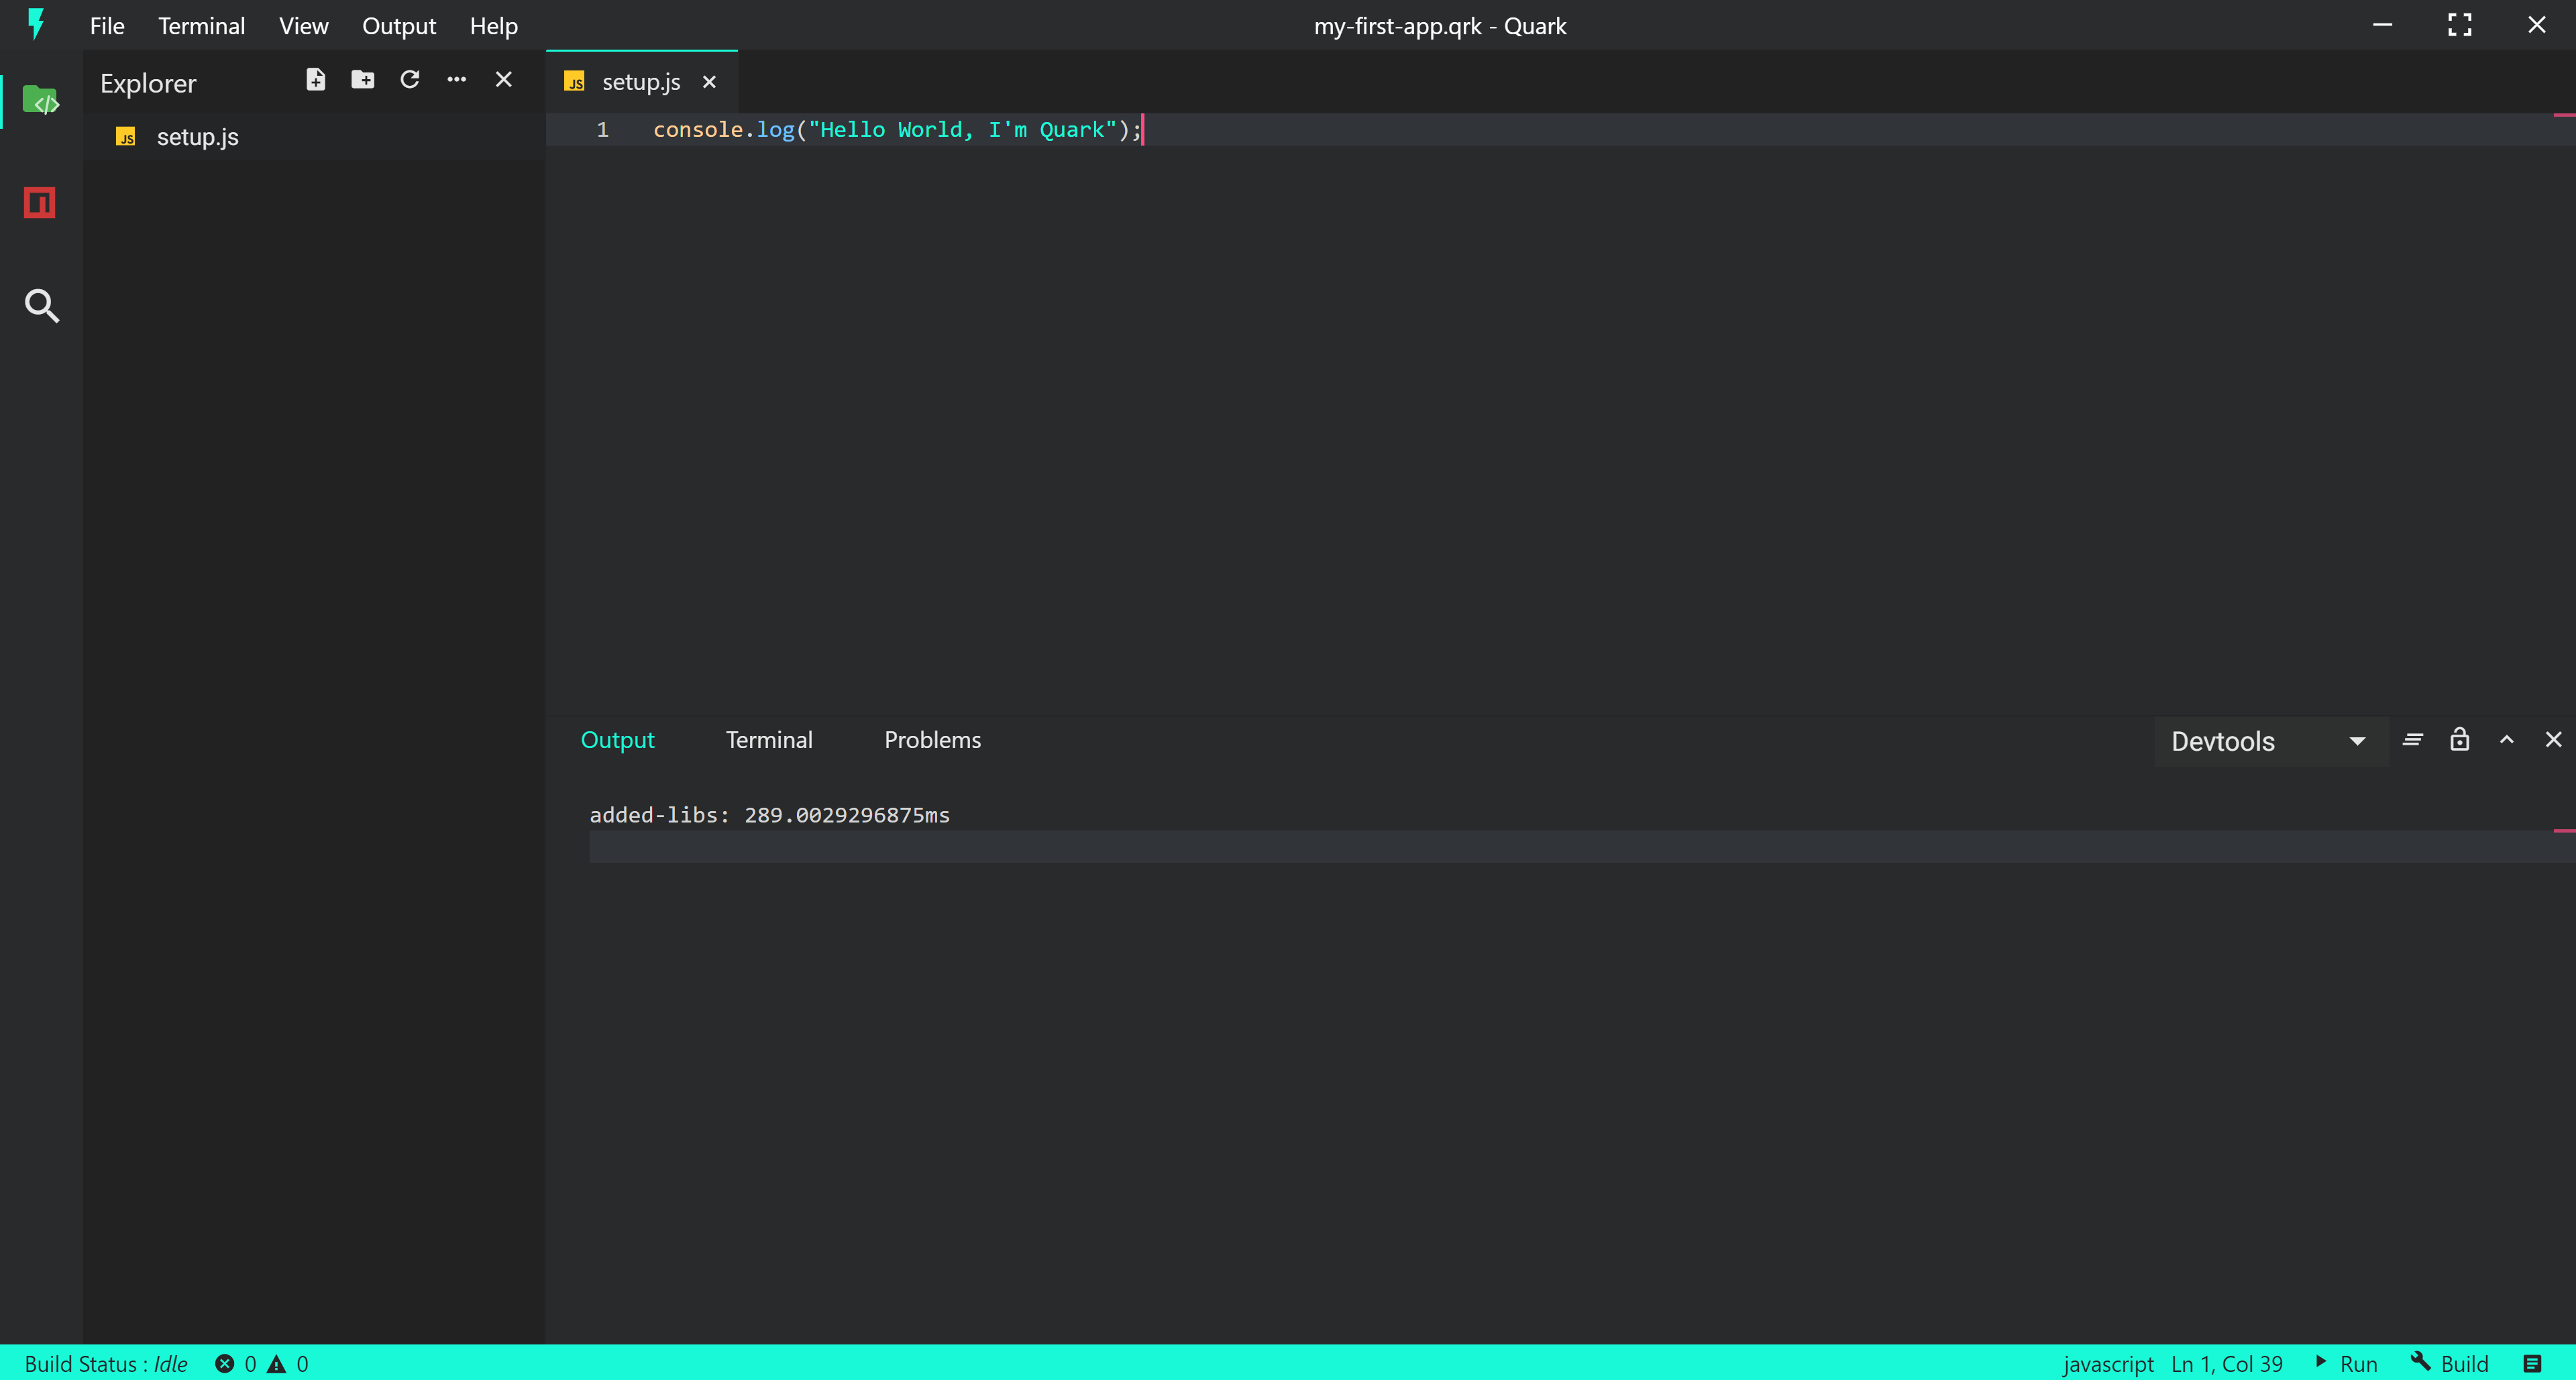 File Terminal View Output Help my-first-app.qrk - Quark
Explorer
JS setup.js
JS setup.js
1 console.log("Hello World, I'm Quark");
Output Terminal Problems Devtools
added-libs: 289.0029296875ms
Build Status : Idle 0 0 javascript Ln 1, Col 39 Run Build